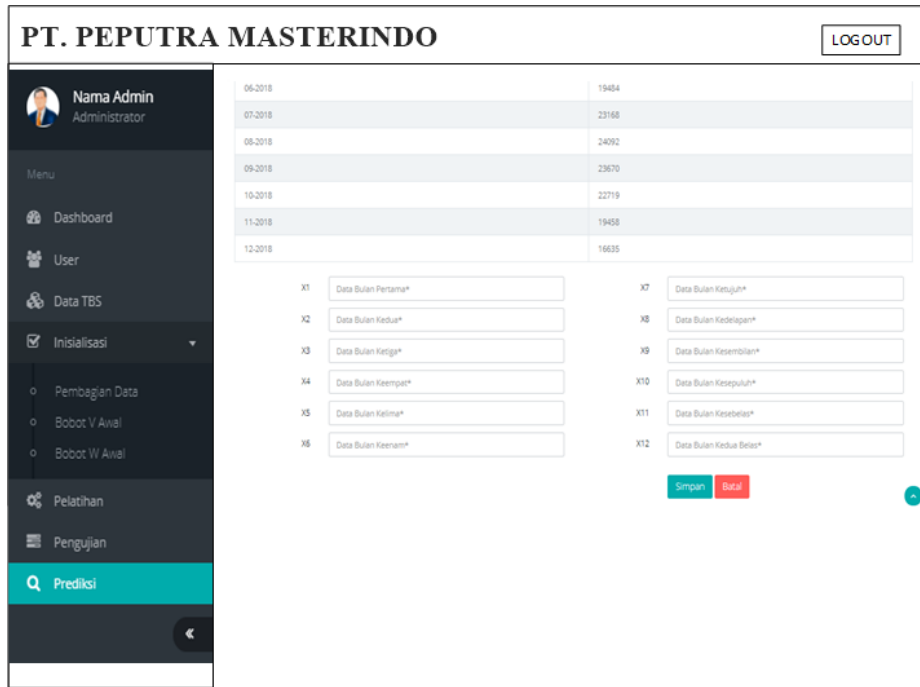 PT. PEPUTRA MASTERINDO
LOGOUT
Nama Admin
Administrator
Menu
Dashboard
User
Data TBS
Inisialisasi
Pembagian Data
Bobot V Awal
Bobot W Awal
Pelatihan
Pengujian
Prediksi
06-2018 19484
07-2018 23168
08-2018 24092
09-2018 23670
10-2018 22719
11-2018 19458
12-2018 16635
X1 Data Bulan Pertama* X7 Data Bulan Ketujuh*
X2 Data Bulan Kedua* X8 Data Bulan Kedelapan*
X3 Data Bulan Ketiga* X9 Data Bulan Kesembilan*
X4 Data Bulan Keempat* X10 Data Bulan Kesepuluh*
X5 Data Bulan Kelima* X11 Data Bulan Kesebelas*
X6 Data Bulan Keenam* X12 Data Bulan Kedua Belas*
Simpan Batal